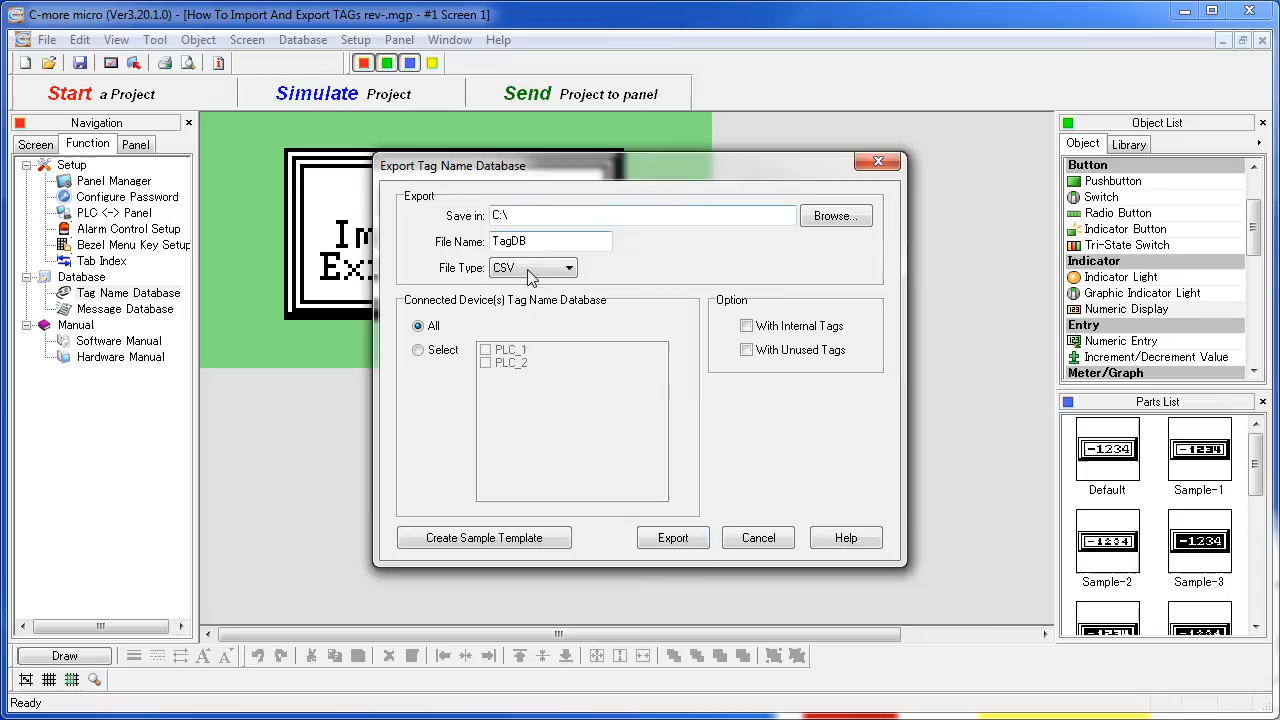 C-more micro (Ver3.20.1.0) - [How To Import And Export TAGs rev-.mgp - #1 Screen 1]
File Edit View Tool Object Screen Database Setup Panel Window Help
Start a Project Simulate Project Send Project to panel
Navigation
Screen Function Panel
Setup
Panel Manager
Configure Password
PLC <-> Panel
Alarm Control Setup
Bezel Menu Key Setup
Tab Index
Database
Tag Name Database
Message Database
Manual
Software Manual
Hardware Manual
Im
Ex
Export Tag Name Database
Export
Save in: C:\ Browse...
File Name: TagDB
File Type: CSV
Connected Device(s) Tag Name Database
All
Select
PLC_1
PLC_2
Option
With Internal Tags
With Unused Tags
Create Sample Template Export Cancel Help
Object List
Object Library
Button
Pushbutton
Switch
Radio Button
Indicator Button
Tri-State Switch
Indicator
Indicator Light
Graphic Indicator Light
Numeric Display
Entry
Numeric Entry
Increment/Decrement Value
Meter/Graph
Parts List
-1234 -1234
Default Sample-1
-1234 -1234
Sample-2 Sample-3
Draw
Ready